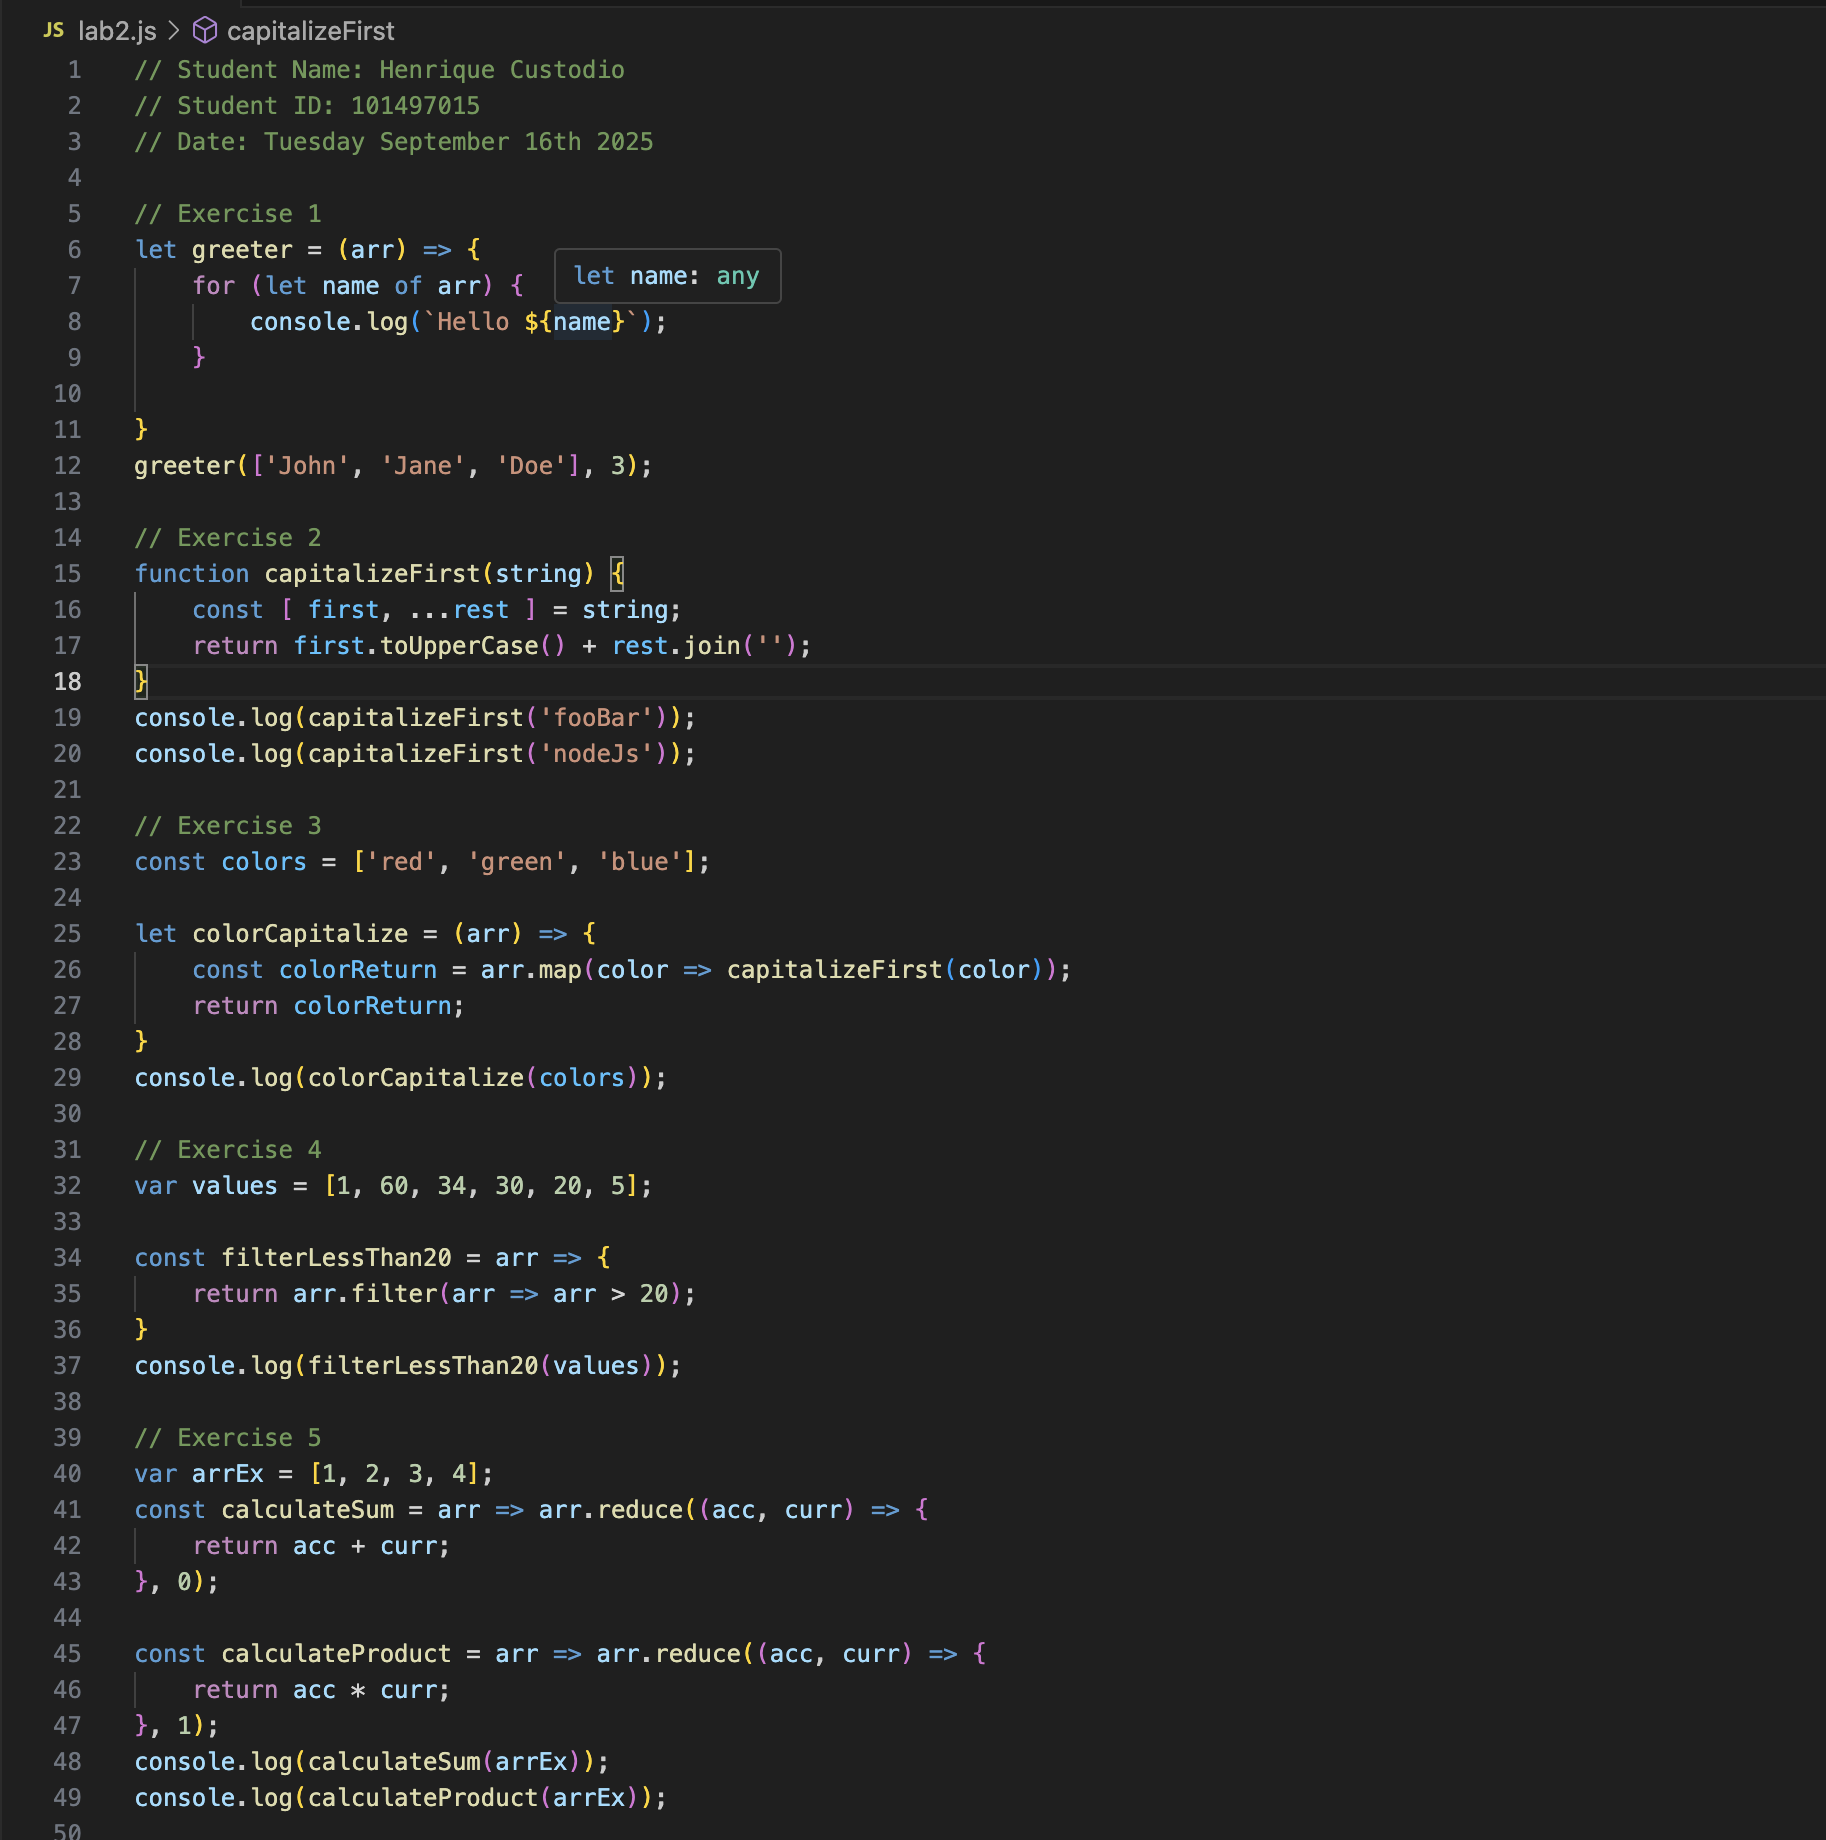 JS lab2.js > capitalizeFirst
1 // Student Name: Henrique Custodio
2 // Student ID: 101497015
3 // Date: Tuesday September 16th 2025
4
5 // Exercise 1
6 let greeter = (arr) => {
let name: any
7 for (let name of arr) {
8 console.log(`Hello ${name}`);
9 }
10
11 }
12 greeter(['John', 'Jane', 'Doe'], 3);
13
14 // Exercise 2
15 function capitalizeFirst(string) {
16 const [ first, ...rest ] = string;
17 return first.toUpperCase() + rest.join('');
18 }
19 console.log(capitalizeFirst('fooBar'));
20 console.log(capitalizeFirst('nodeJs'));
21
22 // Exercise 3
23 const colors = ['red', 'green', 'blue'];
24
25 let colorCapitalize = (arr) => {
26 const colorReturn = arr.map(color => capitalizeFirst(color));
27 return colorReturn;
28 }
29 console.log(colorCapitalize(colors));
30
31 // Exercise 4
32 var values = [1, 60, 34, 30, 20, 5];
33
34 const filterLessThan20 = arr => {
35 return arr.filter(arr => arr > 20);
36 }
37 console.log(filterLessThan20(values));
38
39 // Exercise 5
40 var arrEx = [1, 2, 3, 4];
41 const calculateSum = arr => arr.reduce((acc, curr) => {
42 return acc + curr;
43 }, 0);
44
45 const calculateProduct = arr => arr.reduce((acc, curr) => {
46 return acc * curr;
47 }, 1);
48 console.log(calculateSum(arrEx));
49 console.log(calculateProduct(arrEx));
50